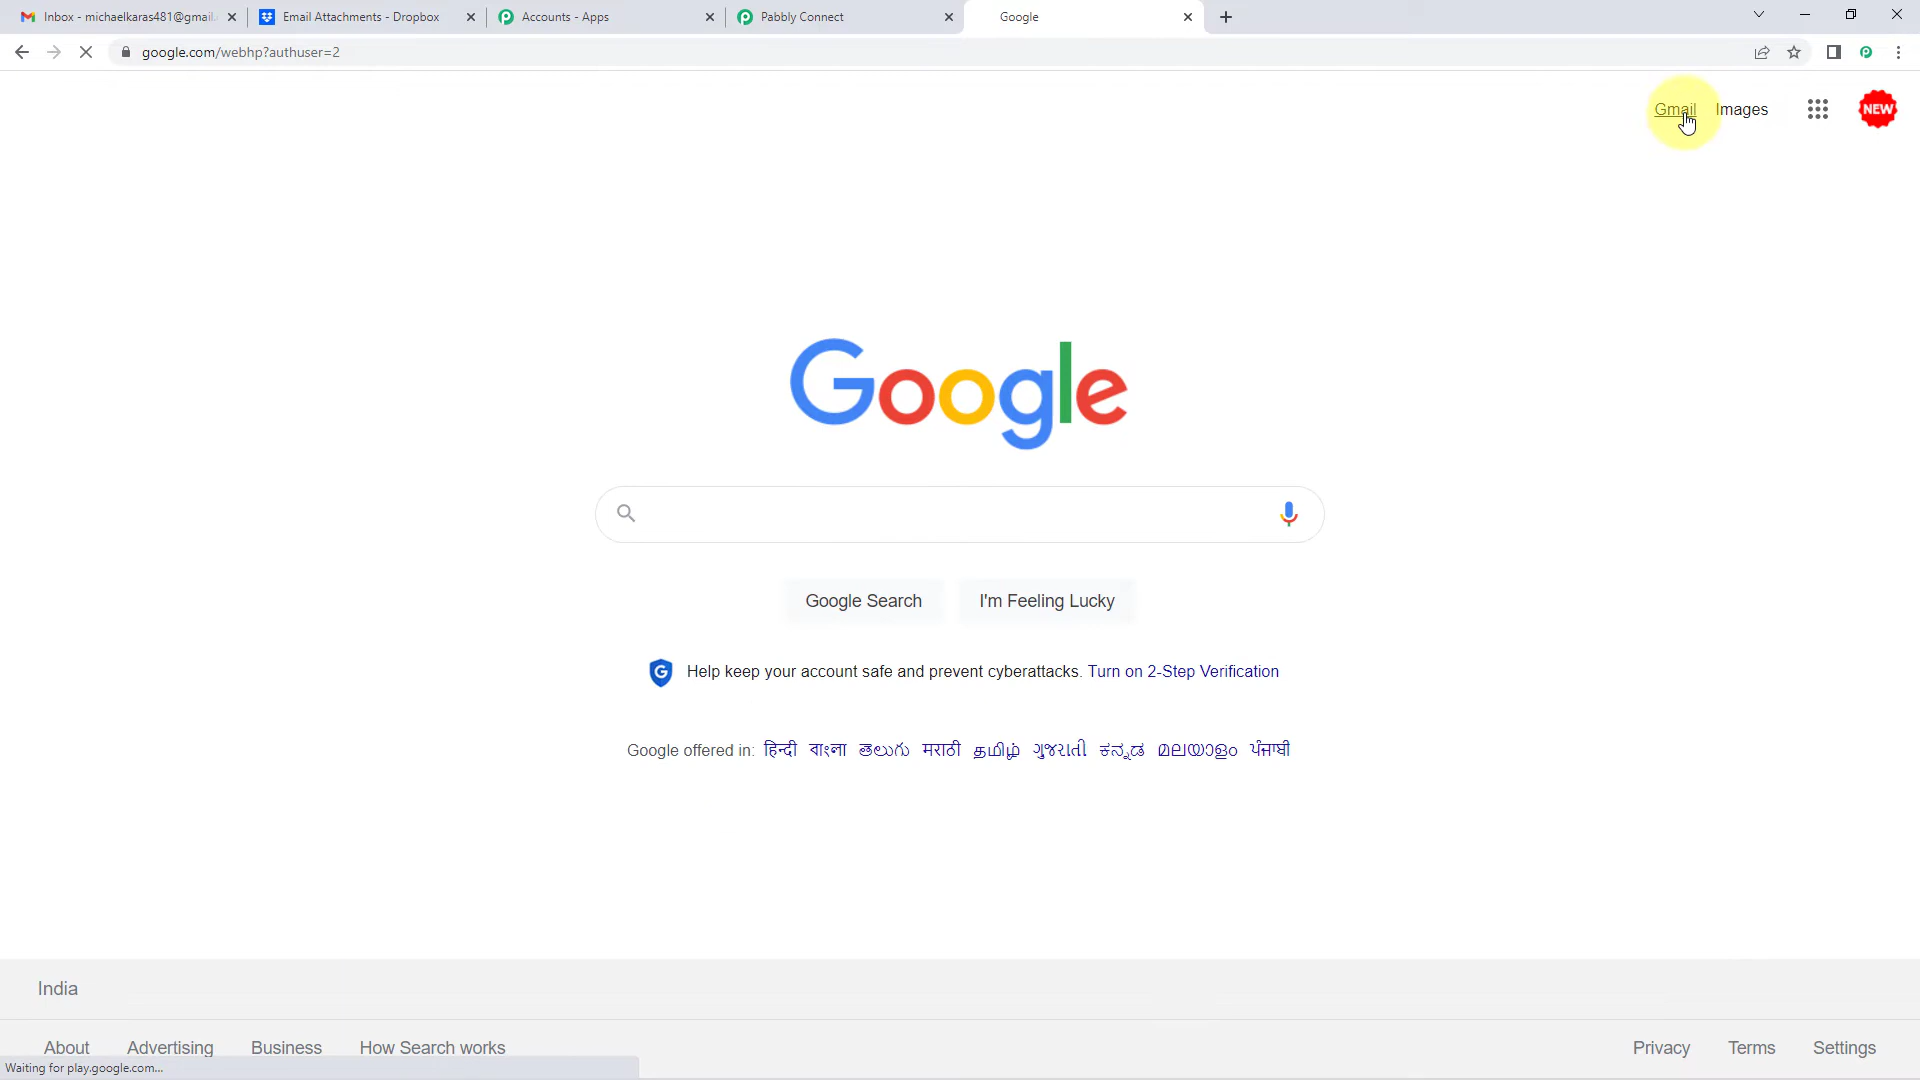 Inbox - michaelkaras481@gmail.
Email Attachments - Dropbox
Accounts - Apps
Pabbly Connect
Google
google.com/webhp?authuser=2
Gmail
Images
NEW
Google
Google Search
I'm Feeling Lucky
Help keep your account safe and prevent cyberattacks. Turn on 2-Step Verification
Google offered in: हिन्दी বাংলা తెలుగు मराठी தமிழ் ગુજરાતી ಕನ್ನಡ മലയാളം ਪੰਜਾਬੀ
India
About Advertising Business How Search works
Privacy Terms Settings
Waiting for play.google.com...